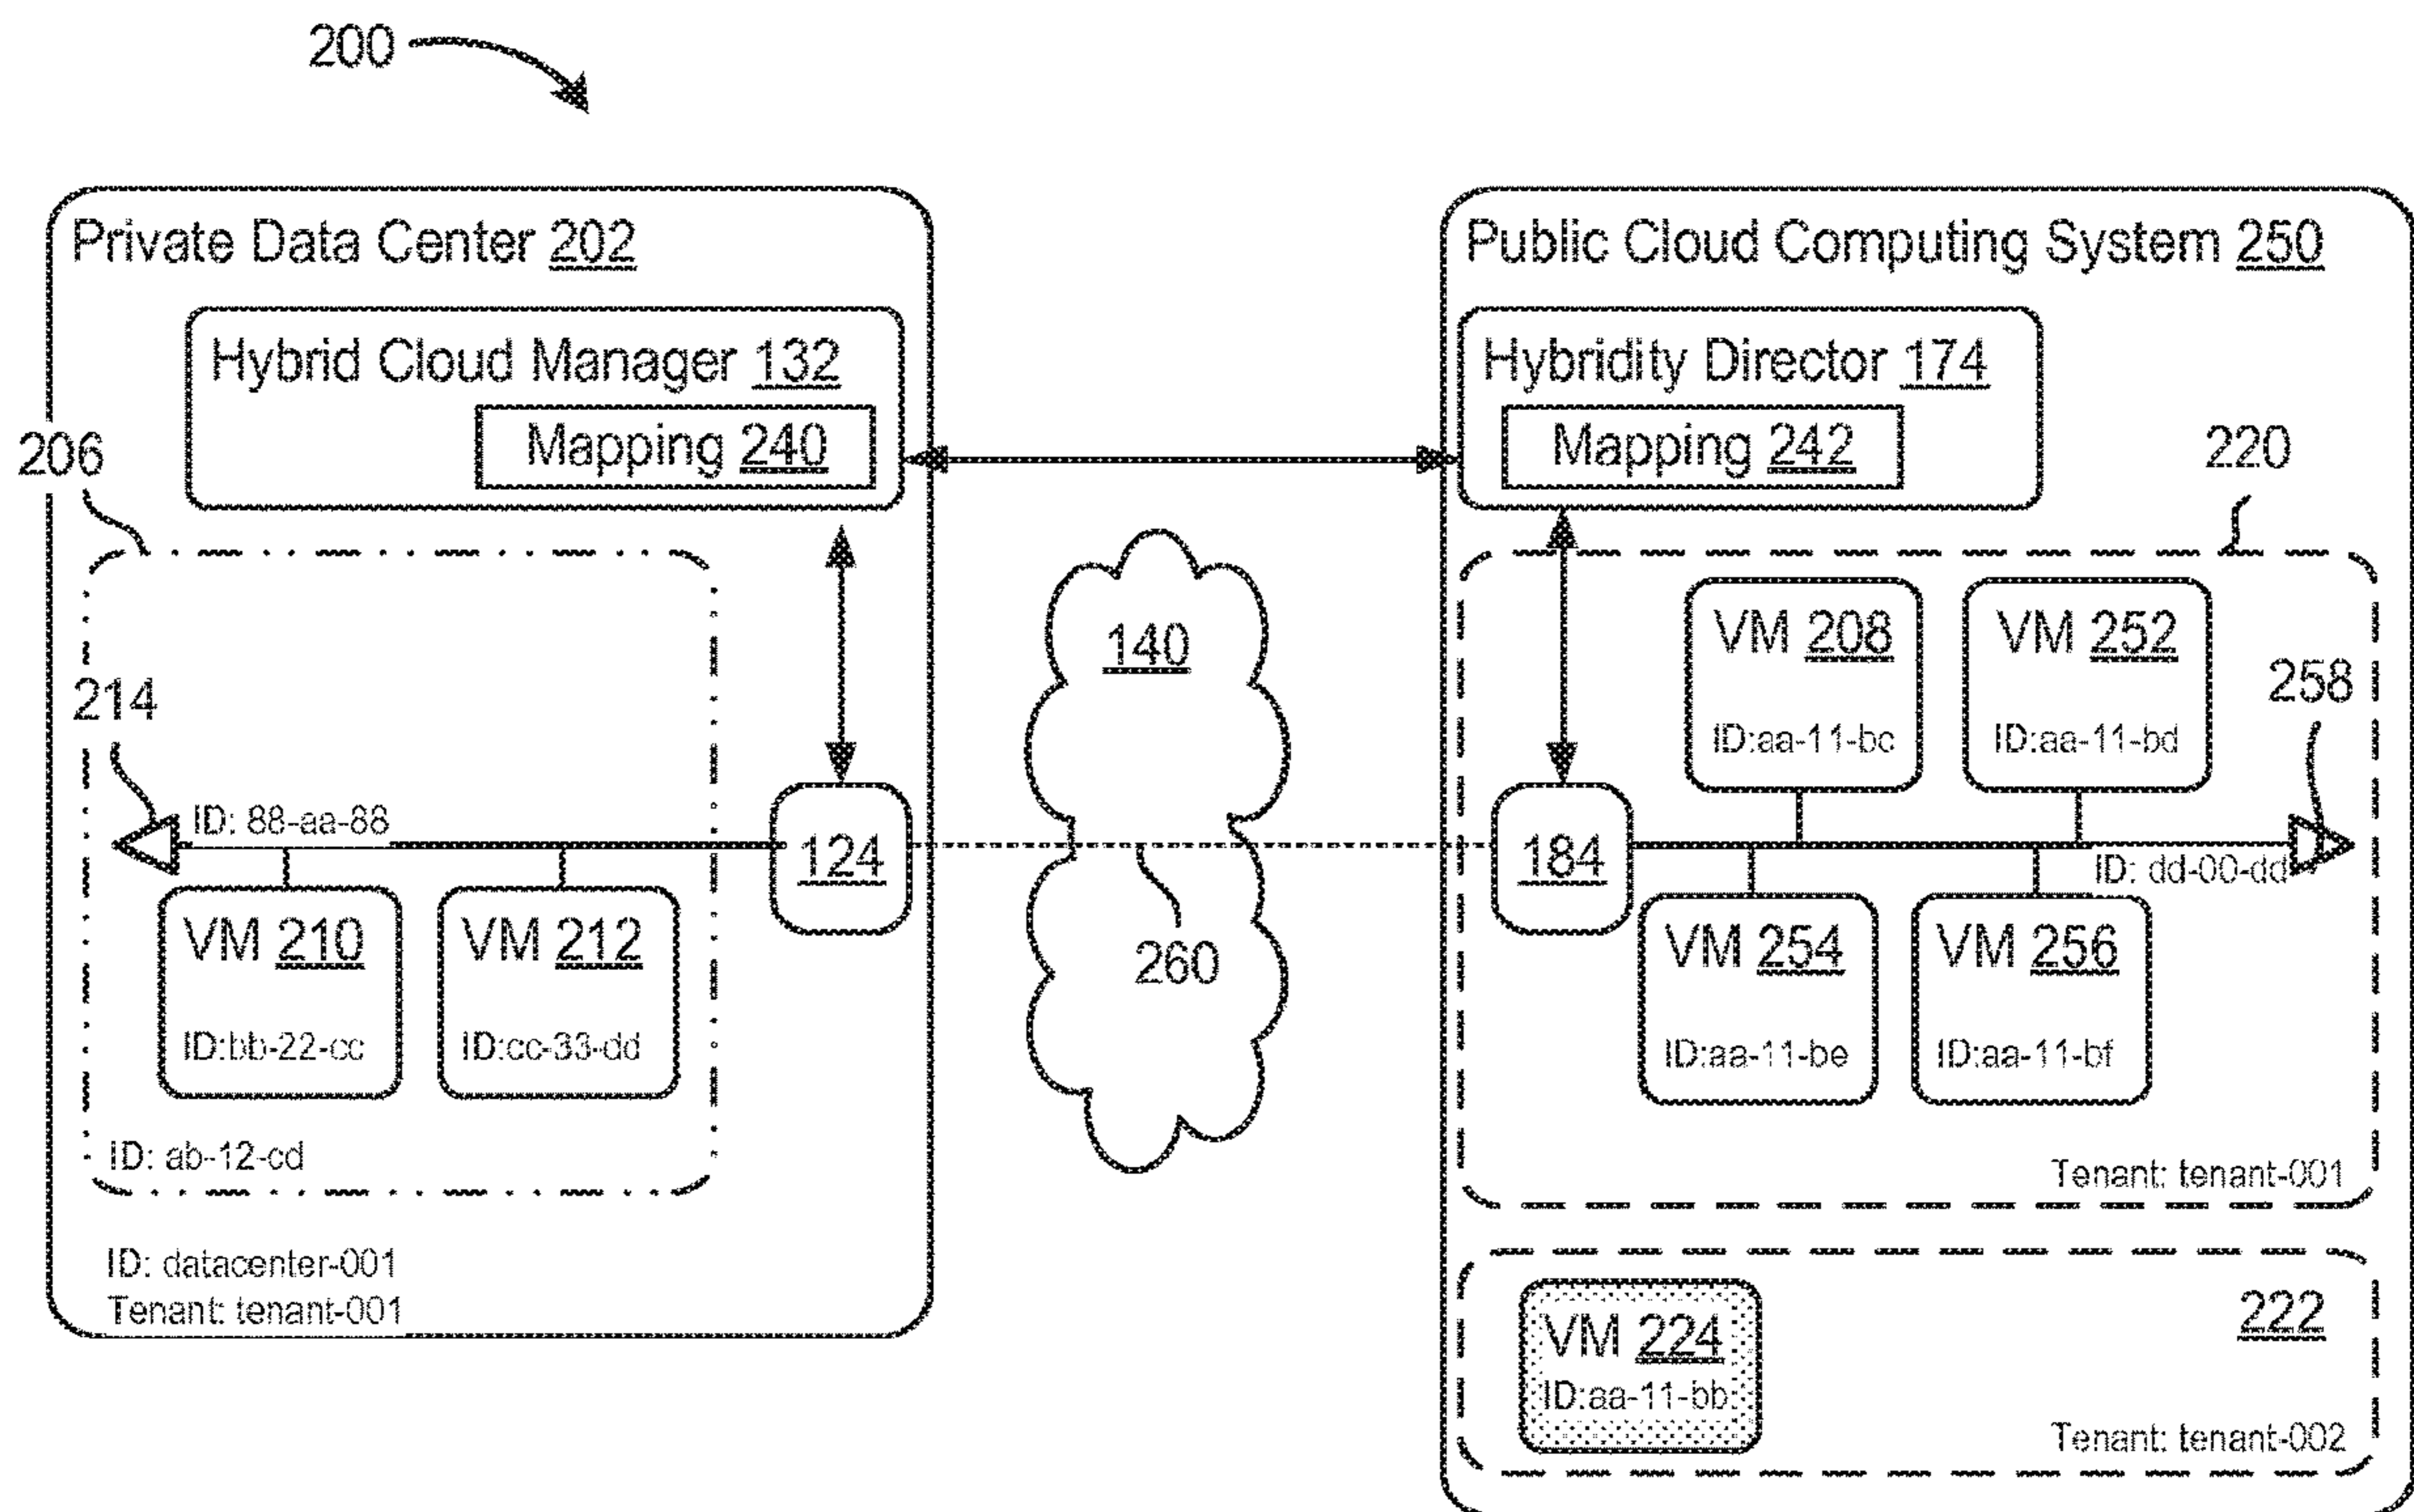 200
Private Data Center 202
Hybrid Cloud Manager 132
Mapping 240
206
214
ID: 88-aa-88
124
VM 210
ID:bb-22-cc
VM 212
ID:cc-33-dd
ID: ab-12-cd
ID: datacenter-001
Tenant: tenant-001
140
260
Public Cloud Computing System 250
Hybridity Director 174
Mapping 242
220
VM 208
ID:aa-11-bc
VM 252
ID:aa-11-bd
258
184
ID: dd-00-dd
VM 254
ID:aa-11-be
VM 256
ID:aa-11-bf
Tenant: tenant-001
222
VM 224
ID:aa-11-bb
Tenant: tenant-002